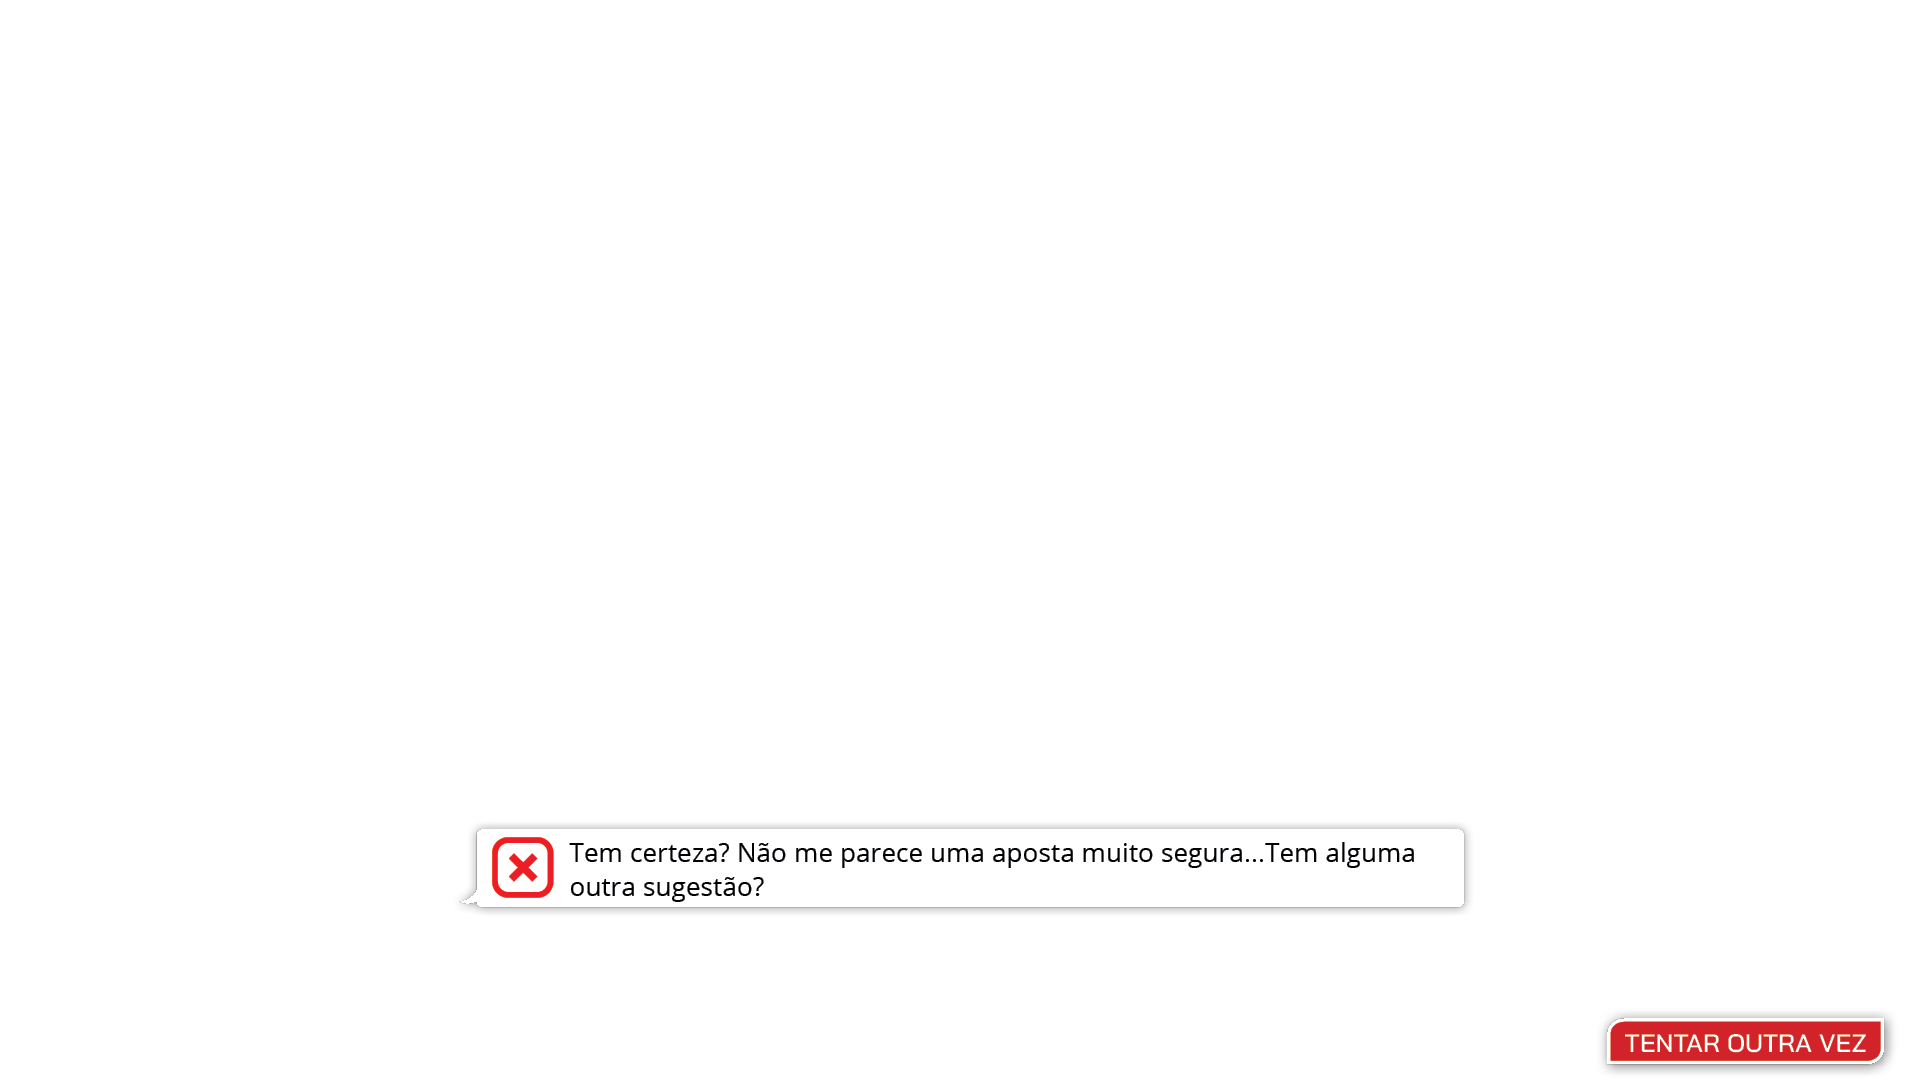 Tem certeza? Não me parece uma aposta muito segura...Tem alguma
outra sugestão?
TENTAR OUTRA VEZ